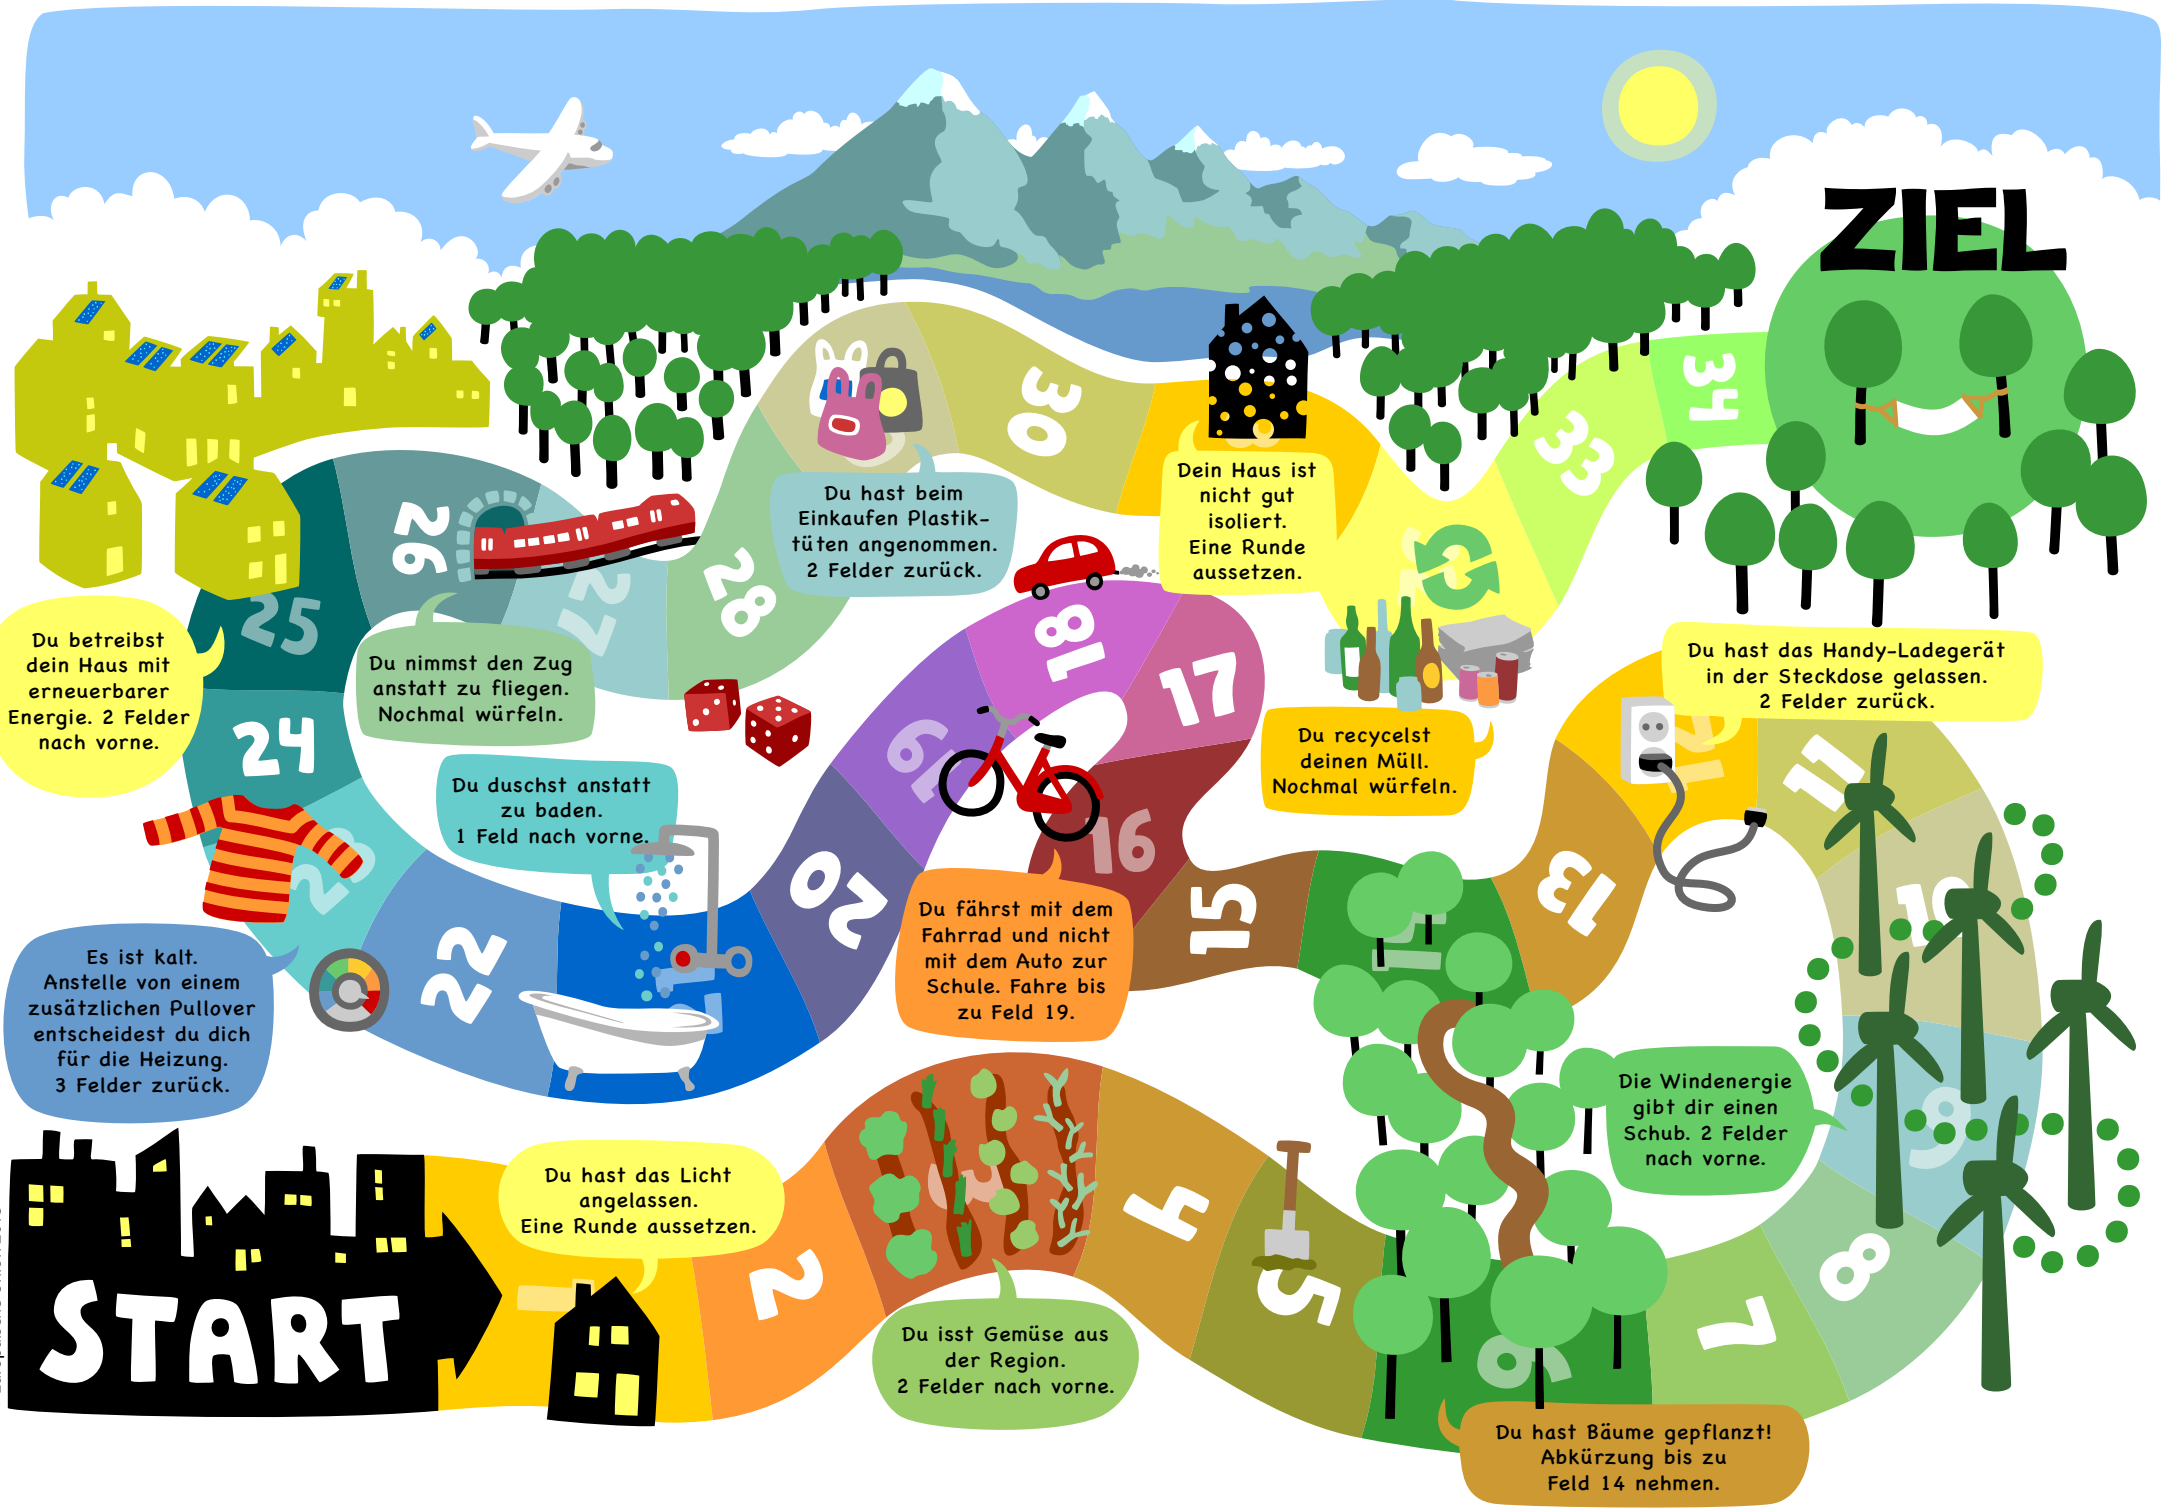 ZIEL
34
33
30
26
27
28
25
24
23
22
20
19
18
17
16
15
13
12
11
10
9
8
7
6
5
4
3
2
1
START
Du hast beim
Einkaufen Plastik-
tüten angenommen.
2 Felder zurück.
Dein Haus ist
nicht gut
isoliert.
Eine Runde
aussetzen.
Du betreibst
dein Haus mit
erneuerbarer
Energie. 2 Felder
nach vorne.
Du nimmst den Zug
anstatt zu fliegen.
Nochmal würfeln.
Du hast das Handy-Ladegerät
in der Steckdose gelassen.
2 Felder zurück.
Du recycelst
deinen Müll.
Nochmal würfeln.
Du duschst anstatt
zu baden.
1 Feld nach vorne.
Du fährst mit dem
Fahrrad und nicht
mit dem Auto zur
Schule. Fahre bis
zu Feld 19.
Es ist kalt.
Anstelle von einem
zusätzlichen Pullover
entscheidest du dich
für die Heizung.
3 Felder zurück.
Die Windenergie
gibt dir einen
Schub. 2 Felder
nach vorne.
Du hast das Licht
angelassen.
Eine Runde aussetzen.
Du isst Gemüse aus
der Region.
2 Felder nach vorne.
Du hast Bäume gepflanzt!
Abkürzung bis zu
Feld 14 nehmen.